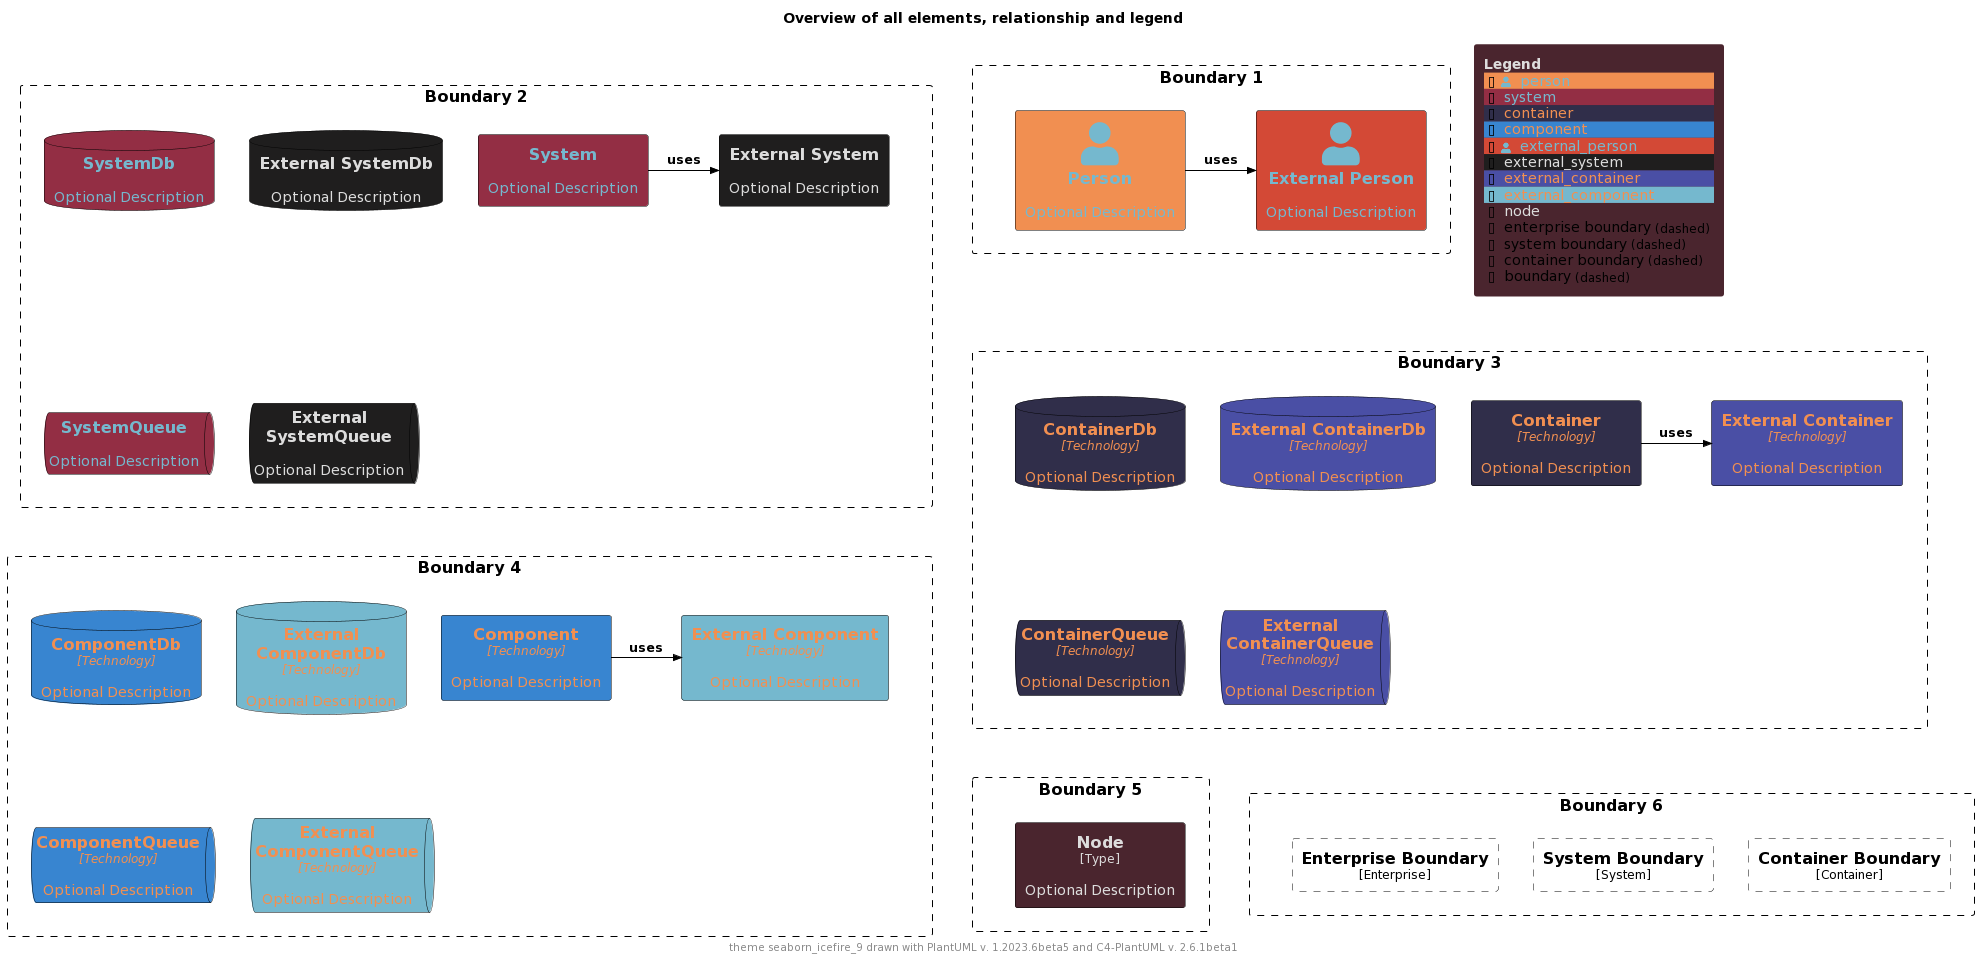 Overview of all elements, relationship and legend
Boundary 2
SystemDb
Optional Description
External SystemDb
Optional Description
System
Optional Description
uses
External System
Optional Description
SystemQueue
Optional Description
External
SystemQueue
Optional Description
Boundary 1
Person
Optional Description
uses
External Person
Optional Description
Legend
person
system
container
component
external_person
external_system
external_container
external_component
node
enterprise boundary (dashed)
system boundary (dashed)
container boundary (dashed)
boundary (dashed)
Boundary 3
ContainerDb
[Technology]
Optional Description
External ContainerDb
[Technology]
Optional Description
Container
[Technology]
Optional Description
uses
External Container
[Technology]
Optional Description
ContainerQueue
[Technology]
Optional Description
External
ContainerQueue
[Technology]
Optional Description
Boundary 4
ComponentDb
[Technology]
Optional Description
External
ComponentDb
[Technology]
Optional Description
Component
[Technology]
Optional Description
uses
External Component
[Technology]
Optional Description
ComponentQueue
[Technology]
Optional Description
External
ComponentQueue
[Technology]
Optional Description
Boundary 5
Node
[Type]
Optional Description
Boundary 6
Enterprise Boundary
[Enterprise]
System Boundary
[System]
Container Boundary
[Container]
theme seaborn_icefire_9 drawn with PlantUML v. 1.2023.6beta5 and C4-PlantUML v. 2.6.1beta1